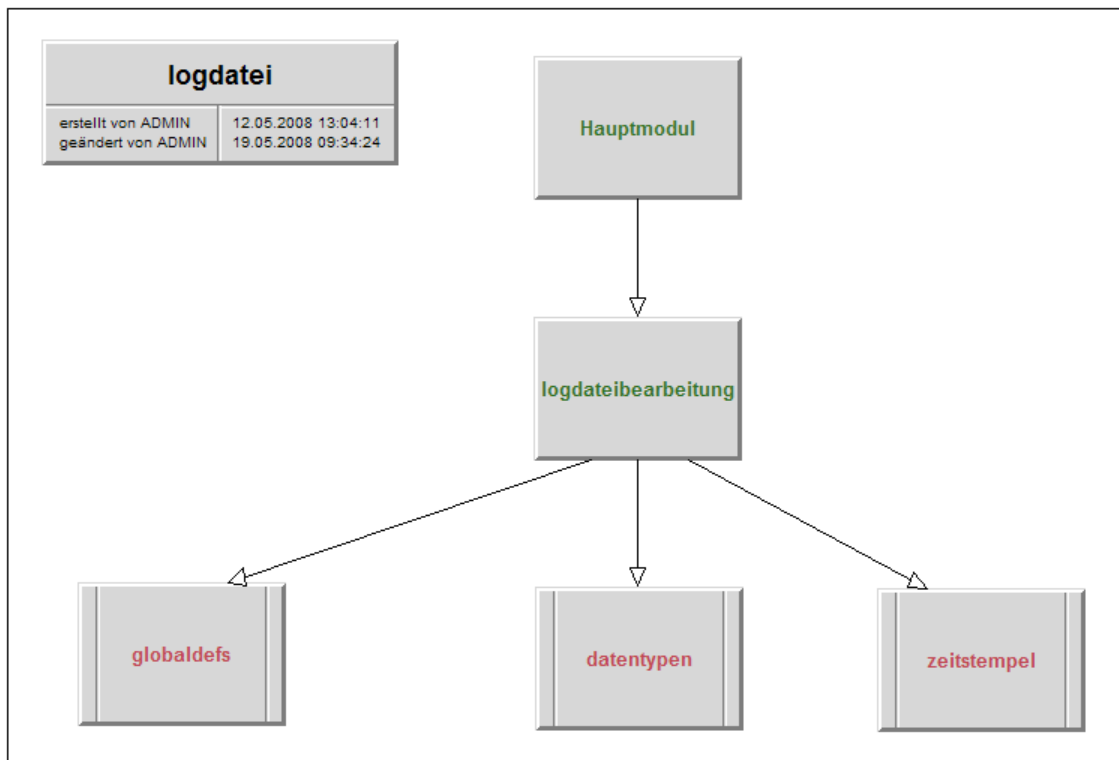 logdatei
erstellt von ADMIN 12.05.2008 13:04:11
geändert von ADMIN 19.05.2008 09:34:24
Hauptmodul
logdateibearbeitung
globaldefs
datentypen
zeitstempel